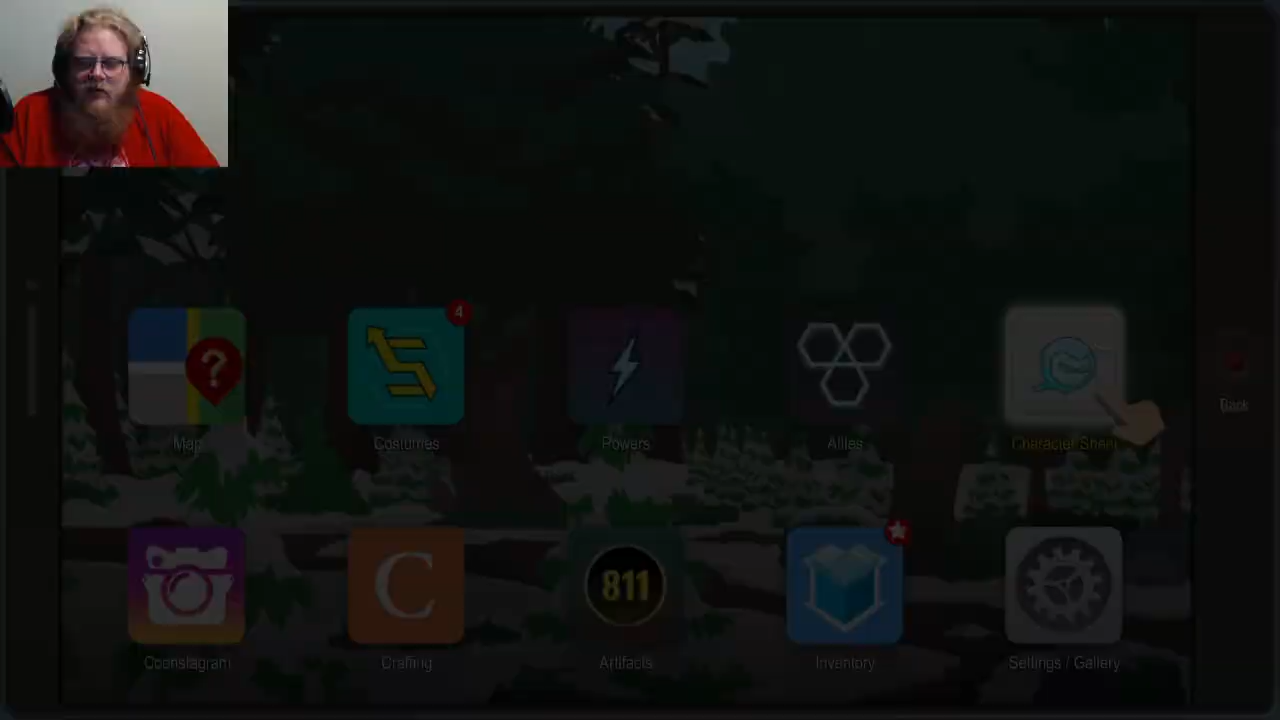 4
Map
Costumes
Powers
Allies
Character Sheet
Back
C
811
Coonstagram
Crafting
Artifacts
Inventory
Settings / Gallery